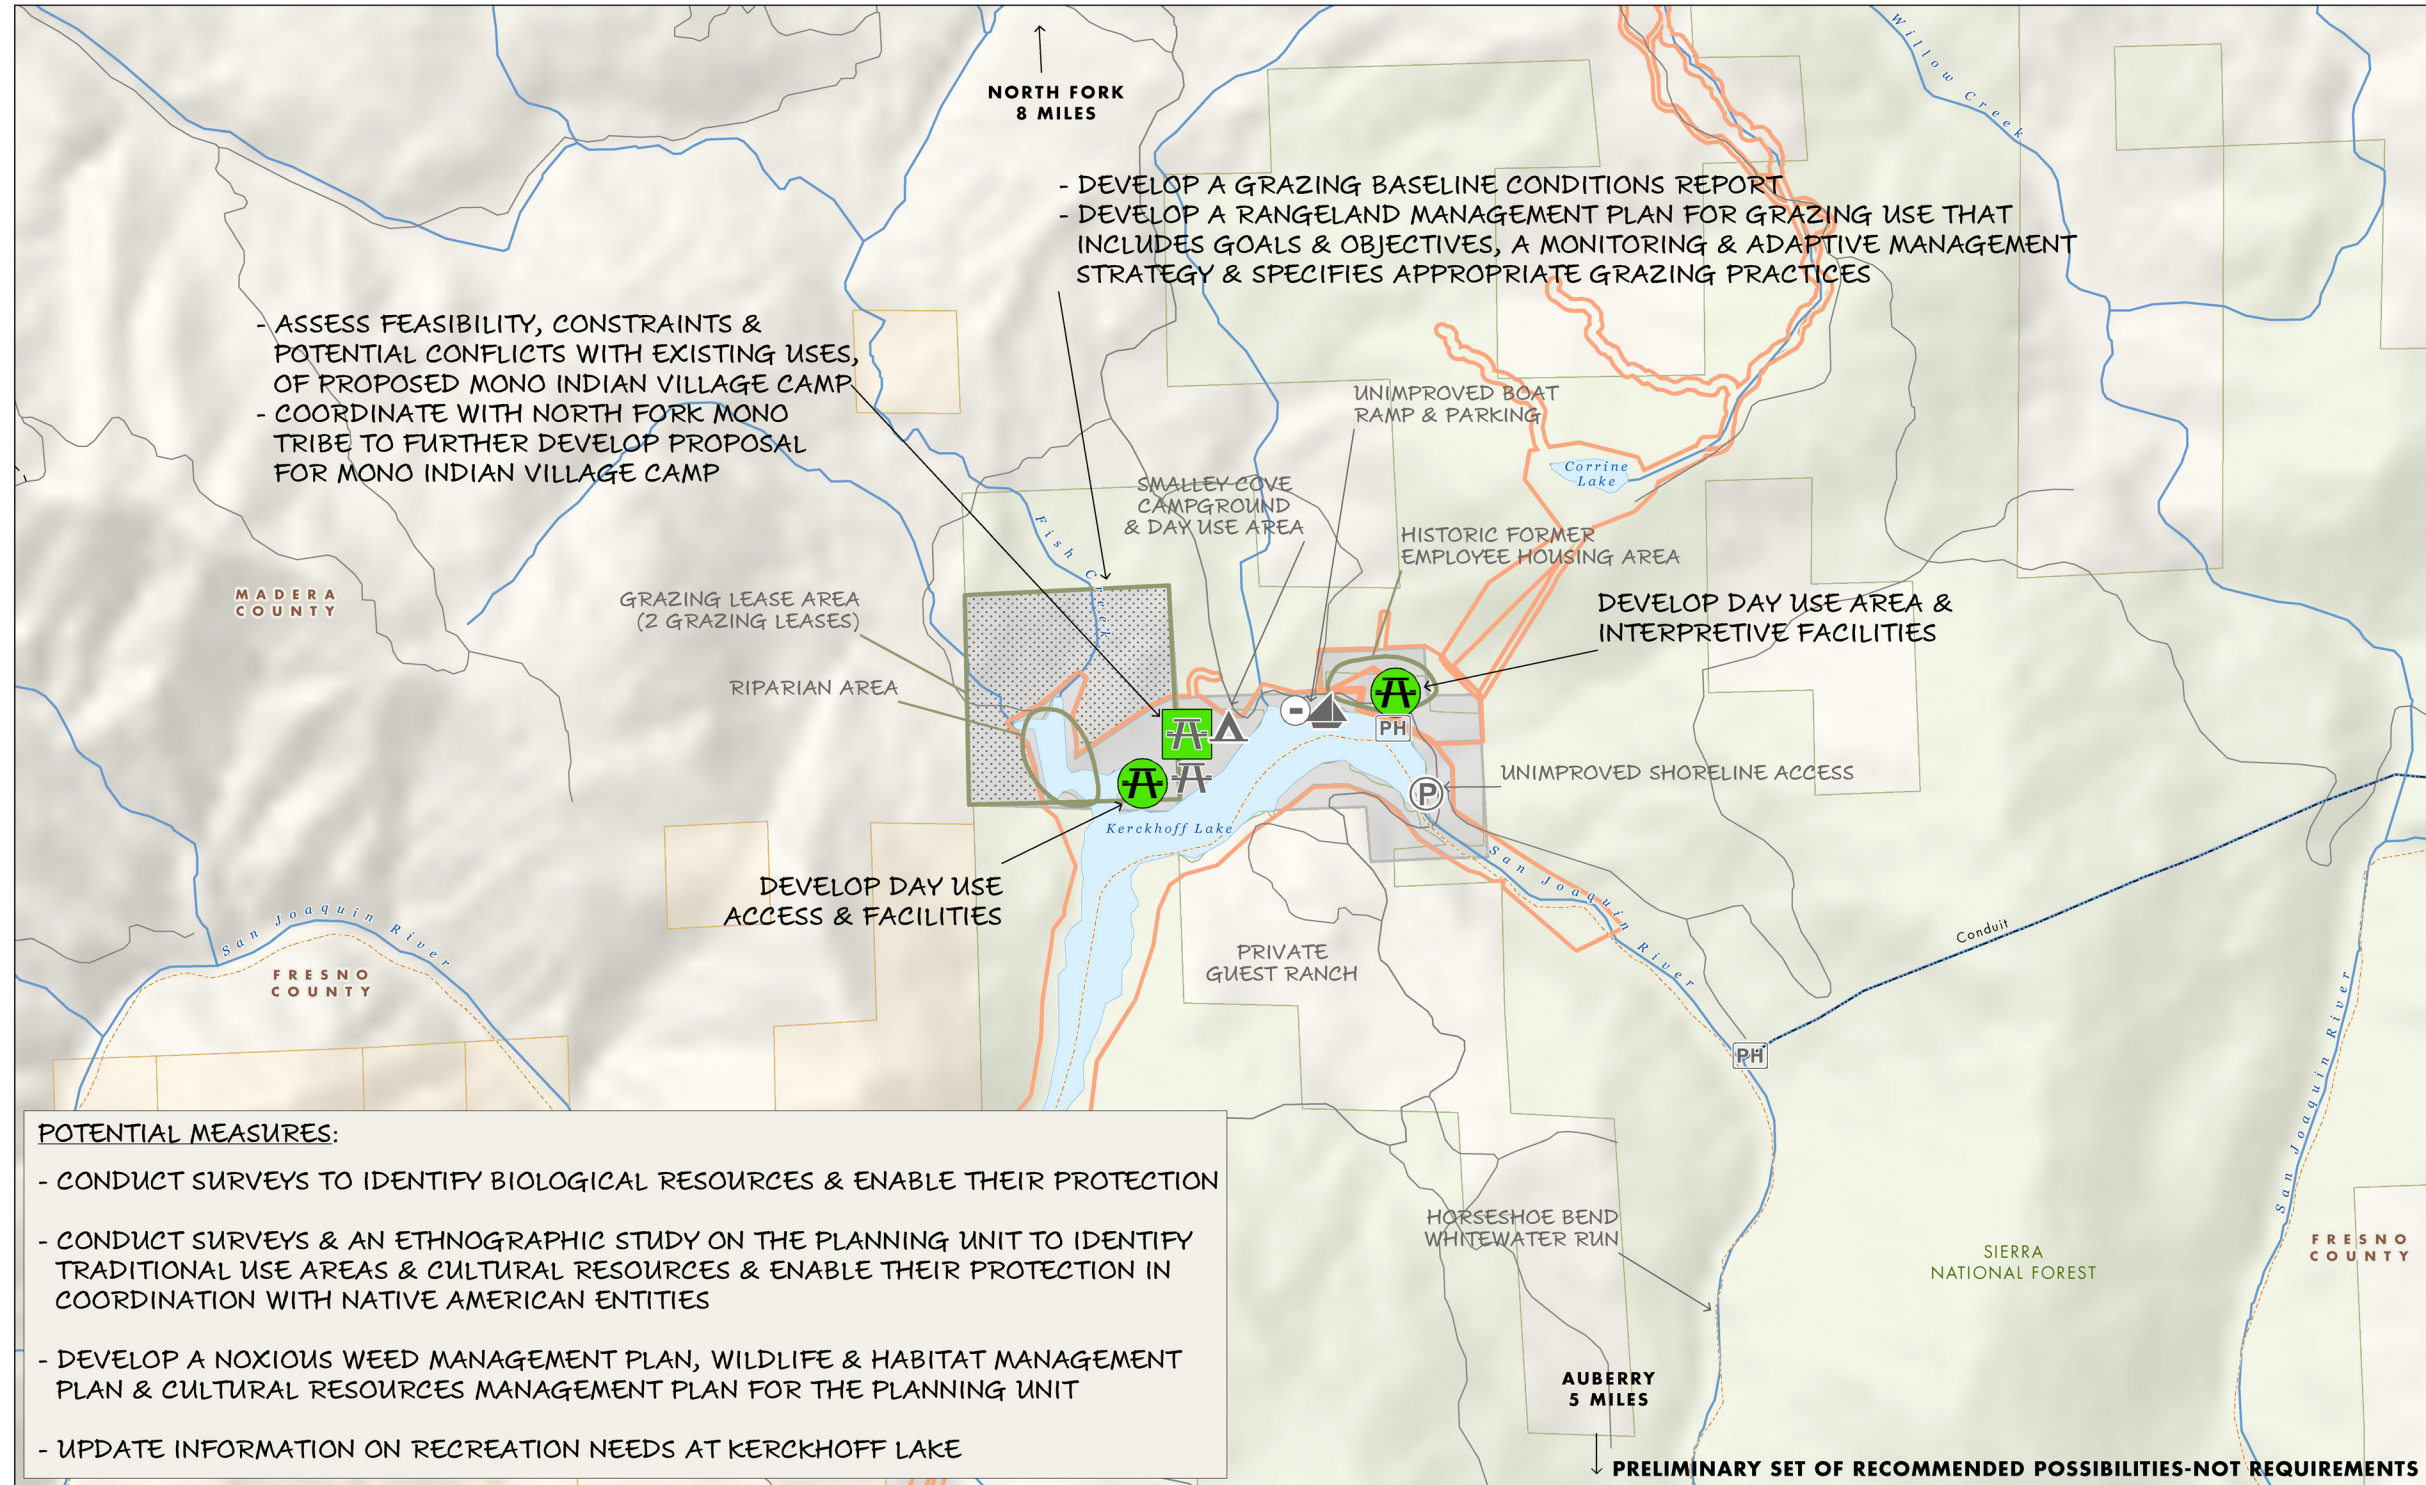 Willow Creek
NORTH FORK
8 MILES
- DEVELOP A GRAZING BASELINE CONDITIONS REPORT
- DEVELOP A RANGELAND MANAGEMENT PLAN FOR GRAZING USE THAT
INCLUDES GOALS & OBJECTIVES, A MONITORING & ADAPTIVE MANAGEMENT
STRATEGY & SPECIFIES APPROPRIATE GRAZING PRACTICES
- ASSESS FEASIBILITY, CONSTRAINTS &
POTENTIAL CONFLICTS WITH EXISTING USES,
OF PROPOSED MONO INDIAN VILLAGE CAMP
- COORDINATE WITH NORTH FORK MONO
TRIBE TO FURTHER DEVELOP PROPOSAL
FOR MONO INDIAN VILLAGE CAMP
UNIMPROVED BOAT
RAMP & PARKING
Corrine
Lake
SMALLEY COVE
CAMPGROUND
& DAY USE AREA
Fish Creek
HISTORIC FORMER
EMPLOYEE HOUSING AREA
MADERA
COUNTY
GRAZING LEASE AREA
(2 GRAZING LEASES)
DEVELOP DAY USE AREA &
INTERPRETIVE FACILITIES
RIPARIAN AREA
PH
UNIMPROVED SHORELINE ACCESS
P
Kerckhoff Lake
San Joaquin River
DEVELOP DAY USE
ACCESS & FACILITIES
San Joaquin River
FRESNO
COUNTY
PRIVATE
GUEST RANCH
Conduit
PH
San Joaquin River
POTENTIAL MEASURES:
- CONDUCT SURVEYS TO IDENTIFY BIOLOGICAL RESOURCES & ENABLE THEIR PROTECTION
- CONDUCT SURVEYS & AN ETHNOGRAPHIC STUDY ON THE PLANNING UNIT TO IDENTIFY
TRADITIONAL USE AREAS & CULTURAL RESOURCES & ENABLE THEIR PROTECTION IN
COORDINATION WITH NATIVE AMERICAN ENTITIES
- DEVELOP A NOXIOUS WEED MANAGEMENT PLAN, WILDLIFE & HABITAT MANAGEMENT
PLAN & CULTURAL RESOURCES MANAGEMENT PLAN FOR THE PLANNING UNIT
- UPDATE INFORMATION ON RECREATION NEEDS AT KERCKHOFF LAKE
HORSESHOE BEND
WHITEWATER RUN
SIERRA
NATIONAL FOREST
FRESNO
COUNTY
AUBERRY
5 MILES
PRELIMINARY SET OF RECOMMENDED POSSIBILITIES-NOT REQUIREMENTS